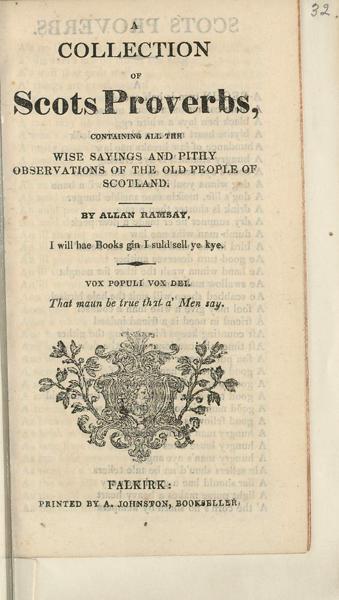 32
A
COLLECTION
OF
Scots Proverbs,
CONTAINING ALL THE
WISE SAYINGS AND PITHY
OBSERVATIONS OF THE OLD PEOPLE OF
SCOTLAND.
BY ALLAN RAMSAY,
I will hae Books gin I suld sell ye kye.
VOX POPULI VOX DEI.
That maun be true that a' Men say.
FALKIRK:
PRINTED BY A. JOHNSTON, BOOKSELLER,